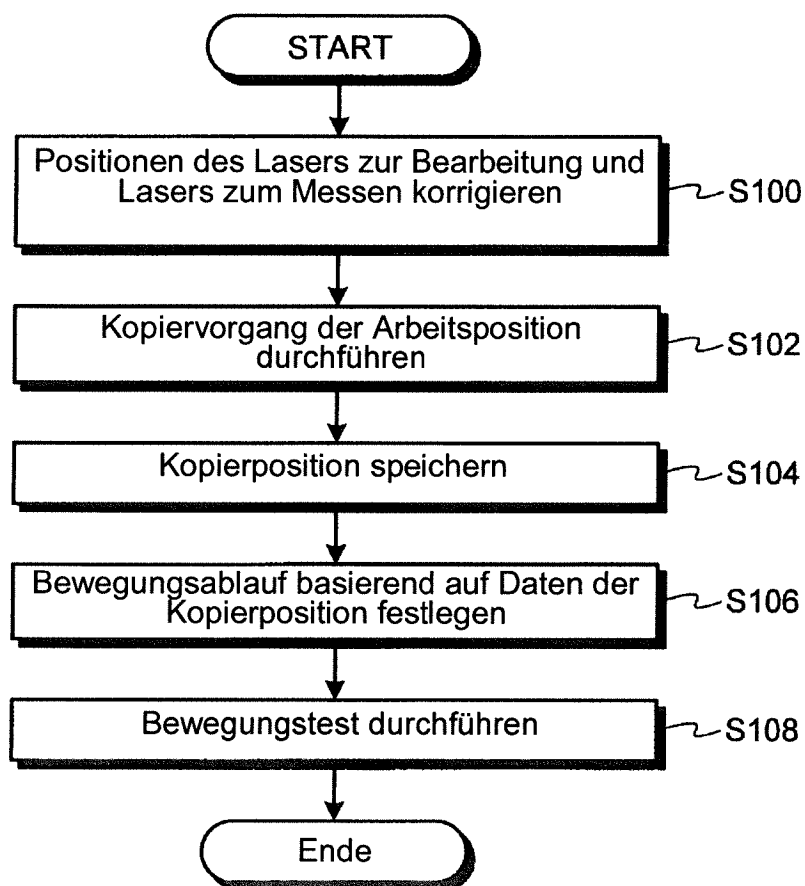 START
Positionen des Lasers zur Bearbeitung und
Lasers zum Messen korrigieren
S100
Kopiervorgang der Arbeitsposition
durchführen
S102
Kopierposition speichern
S104
Bewegungsablauf basierend auf Daten der
Kopierposition festlegen
S106
Bewegungstest durchführen
S108
Ende